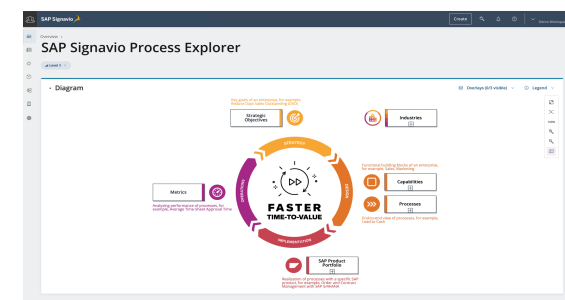 SAP Signavio
Create
Overview ›
SAP Signavio Process Explorer
Level 0
Diagram
Overlays (0/3 visible)
Legend
Key goals of an enterprise, for example,
Reduce Days Sales Outstanding (DSO)
Strategic
Objectives
Industries
STRATEGY
Functional building blocks of an enterprise,
for example, Sales, Marketing
Capabilities
DESIGN
OPERATIONS
Metrics
Analyzing performance of processes, for
example, Average Time Sheet Approval Time
FASTER
TIME-TO-VALUE
Processes
End-to-end view of processes, for example,
Lead to Cash
IMPLEMENTATION
SAP Product
Portfolio
Realization of processes with a specific SAP
product, for example, Order and Contract
Management with SAP S/4HANA